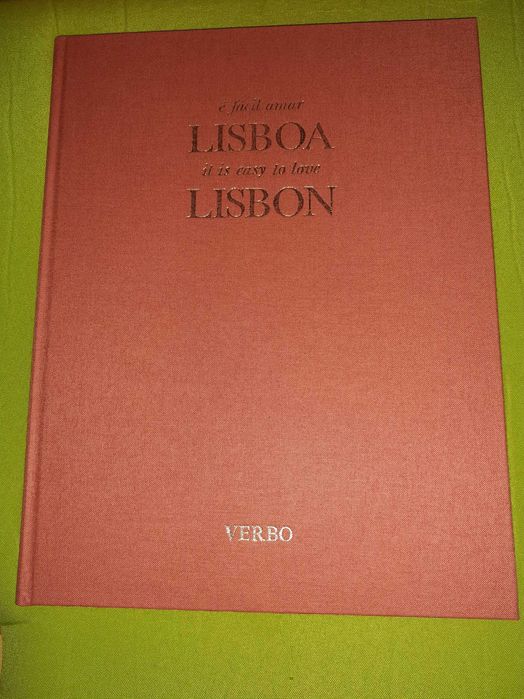 é fácil amar
LISBOA
it is easy to love
LISBON
VERBO